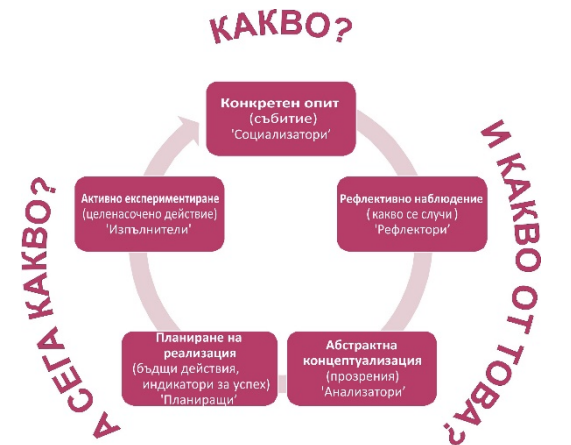 КАКВО?
Конкретен опит
(събитие)
'Социализатори'
И КАКВО ОТ ТОВА?
Рефлективно наблюдение
(какво се случи)
'Рефлектори'
Абстрактна
концептуализация
(прозрения)
'Анализатори'
Планиране на
реализация
(бъдщи действия,
индикатори за успех)
'Планиращи'
А СЕГА КАКВО?
Активно експериментиране
(целенасочено действие)
'Изпълнители'